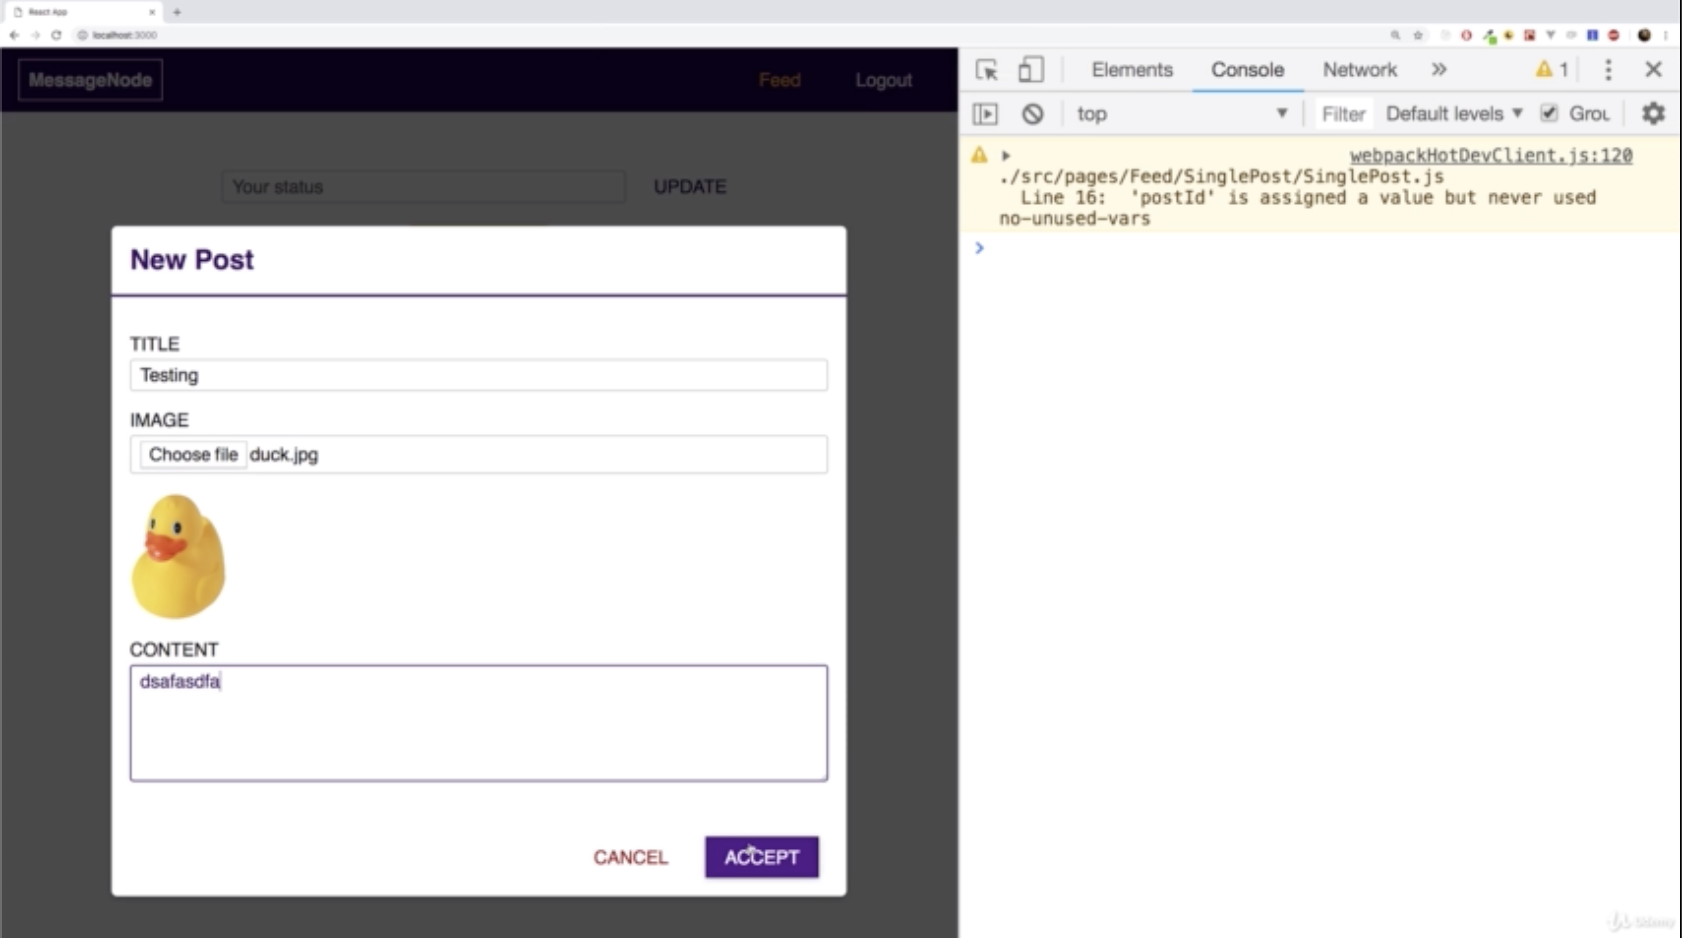 React App
localhost:3000
MessageNode
Feed
Logout
Your status
UPDATE
New Post
TITLE
Testing
IMAGE
Choose file duck.jpg
CONTENT
dsafasdfa
CANCEL
ACCEPT
Elements
Console
Network
1
top
Filter
Default levels
Grou
webpackHotDevClient.js:120
./src/pages/Feed/SinglePost/SinglePost.js
Line 16: 'postId' is assigned a value but never used
no-unused-vars
Udemy